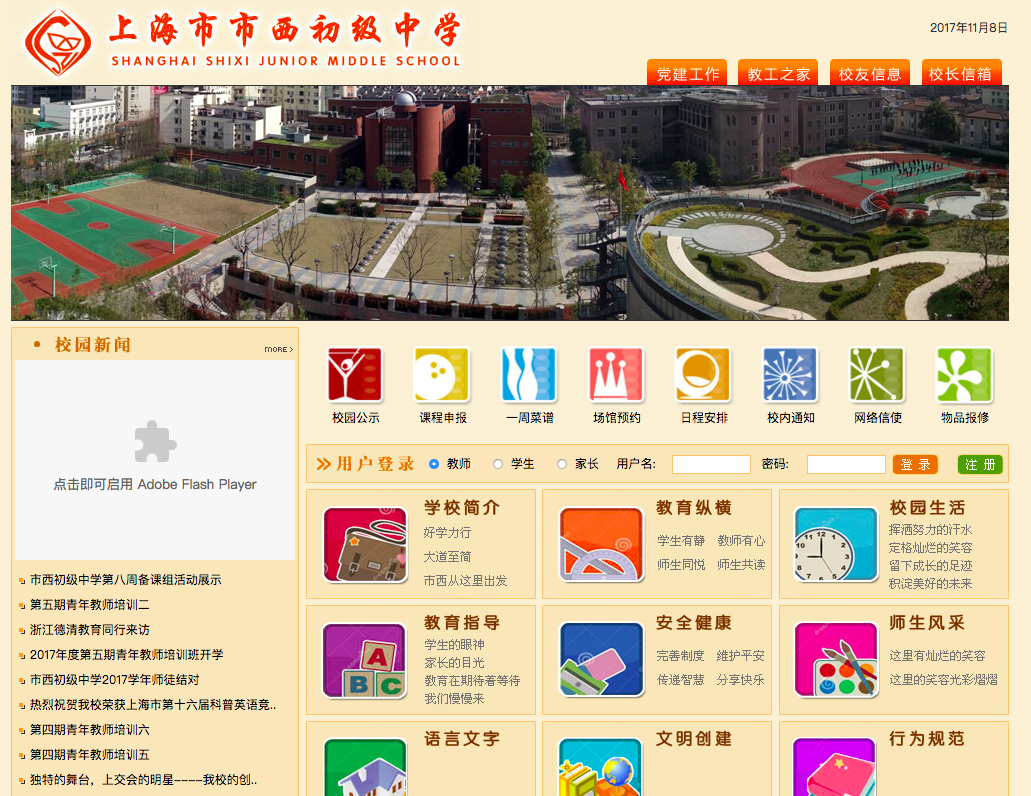 上海市市西初级中学
SHANGHAI SHIXI JUNIOR MIDDLE SCHOOL
2017年11月8日
党建工作 教工之家 校友信息 校长信箱
校园新闻
MORE
点击即可启用 Adobe Flash Player
市西初级中学第八周备课组活动展示
第五期青年教师培训二
浙江德清教育同行来访
2017年度第五期青年教师培训班开学
市西初级中学2017学年师徒结对
热烈祝贺我校荣获上海市第十六届科普英语竟..
第四期青年教师培训六
第四期青年教师培训五
独特的舞台，上交会的明星----我校的创..
校园公示 课程申报 一周菜谱 场馆预约 日程安排 校内通知 网络信使 物品报修
用户登录 教师 学生 家长 用户名: 密码: 登 录 注 册
学校简介
好学力行
大道至简
市西从这里出发
教育纵横
学生有静 教师有心
师生同悦 师生共读
校园生活
挥洒努力的汗水
定格灿烂的笑容
留下成长的足迹
积淀美好的未来
教育指导
学生的眼神
家长的目光
教育在期待着等待
我们慢慢来
A
B C
安全健康
完善制度 维护平安
传递智慧 分享快乐
师生风采
这里有灿烂的笑容
这里的笑容光彩熠熠
语言文字
文明创建
行为规范